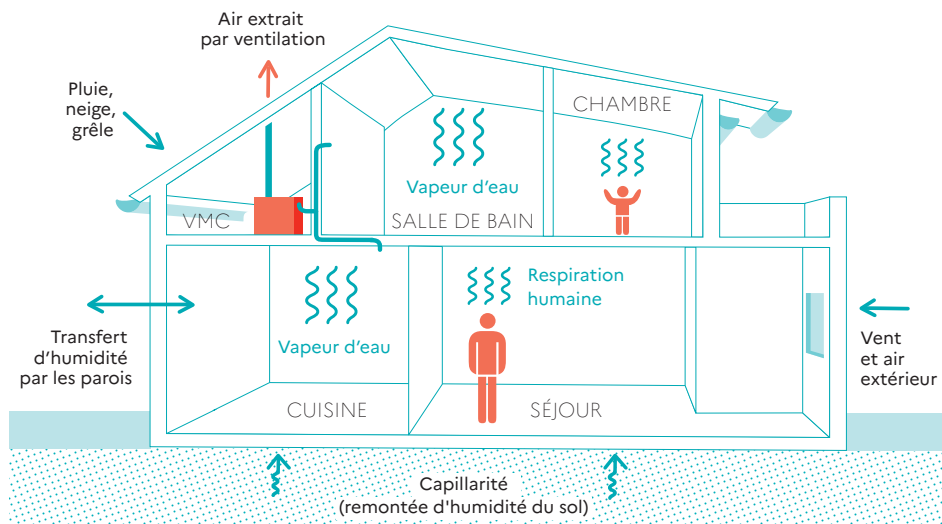 Air extrait
par ventilation
Pluie,
neige,
grêle
CHAMBRE
Vapeur d'eau
VMC
SALLE DE BAIN
Respiration
humaine
Transfert
d'humidité
par les parois
Vapeur d'eau
Vent
et air
extérieur
CUISINE
SÉJOUR
Capillarité
(remontée d'humidité du sol)